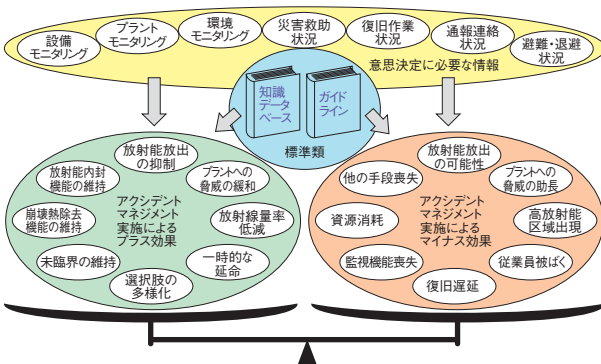 設備
モニタリング
プラント
モニタリング
環境
モニタリング
災害救助
状況
復旧作業
状況
通報連絡
状況
避難・退避
状況
意思決定に必要な情報
知識
データ
ベース
ガイド
ライン
標準類
放射能放出
の抑制
放射能内封
機能の維持
プラントへの
脅威の緩和
崩壊熱除去
機能の維持
アクシデント
マネジメント
実施による
プラス効果
放射線量率
低減
未臨界の維持
一時的な
延命
選択肢の
多様化
放射能放出
の可能性
他の手段喪失
プラントへの
脅威の助長
資源消耗
アクシデント
マネジメント
実施による
マイナス効果
高放射能
区域出現
監視機能喪失
従業員被ばく
復旧遅延